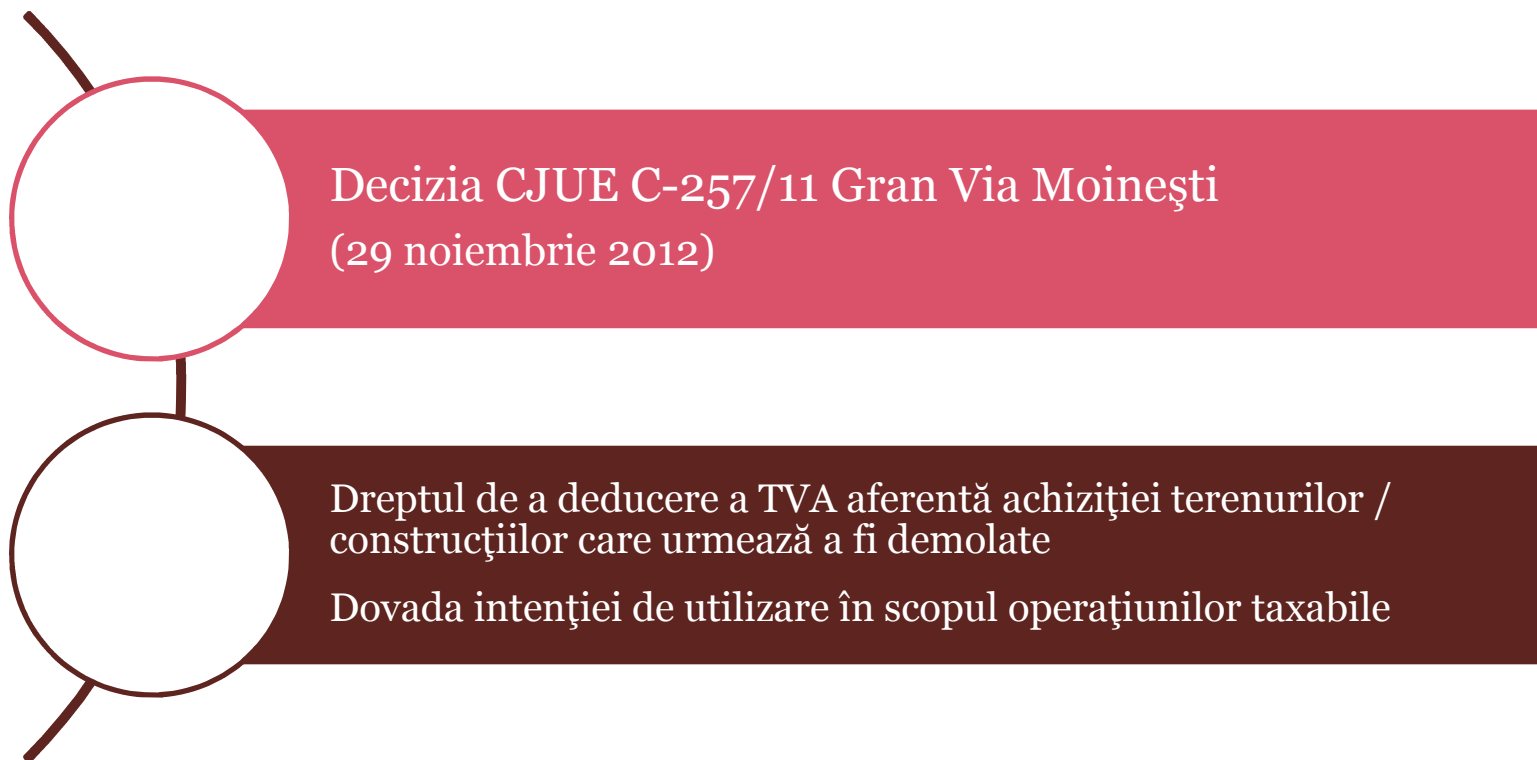 Decizia CJUE C-257/11 Gran Via Moineşti
(29 noiembrie 2012)
Dreptul de a deducere a TVA aferentă achiziţiei terenurilor /
construcţiilor care urmează a fi demolate
Dovada intenţiei de utilizare în scopul operaţiunilor taxabile